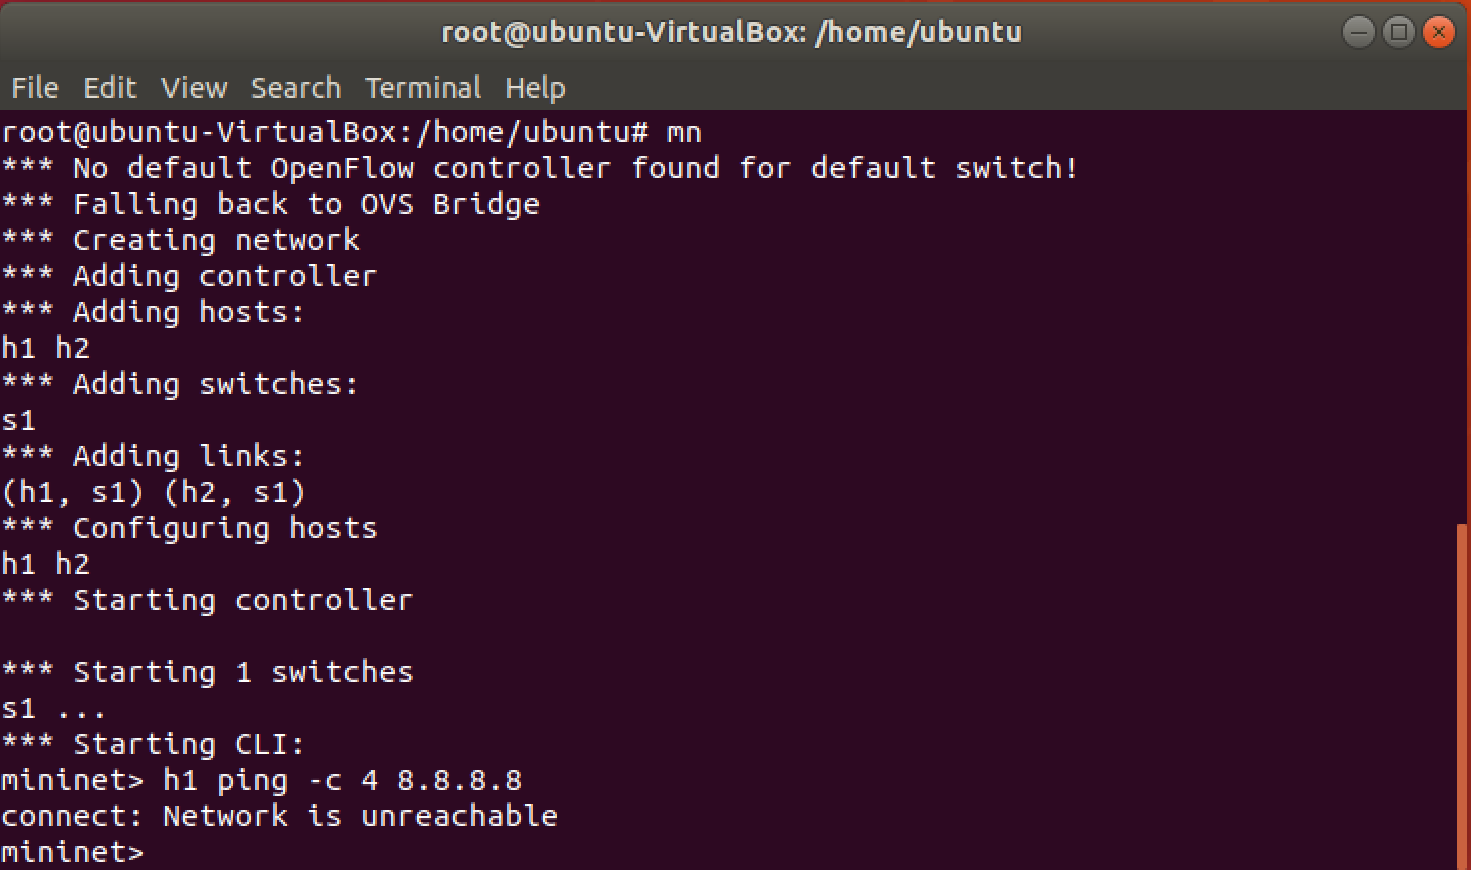 root@ubuntu-VirtualBox: /home/ubuntu
File Edit View Search Terminal Help
root@ubuntu-VirtualBox:/home/ubuntu# mn
*** No default OpenFlow controller found for default switch!
*** Falling back to OVS Bridge
*** Creating network
*** Adding controller
*** Adding hosts:
h1 h2
*** Adding switches:
s1
*** Adding links:
(h1, s1) (h2, s1)
*** Configuring hosts
h1 h2
*** Starting controller

*** Starting 1 switches
s1 ...
*** Starting CLI:
mininet> h1 ping -c 4 8.8.8.8
connect: Network is unreachable
mininet>